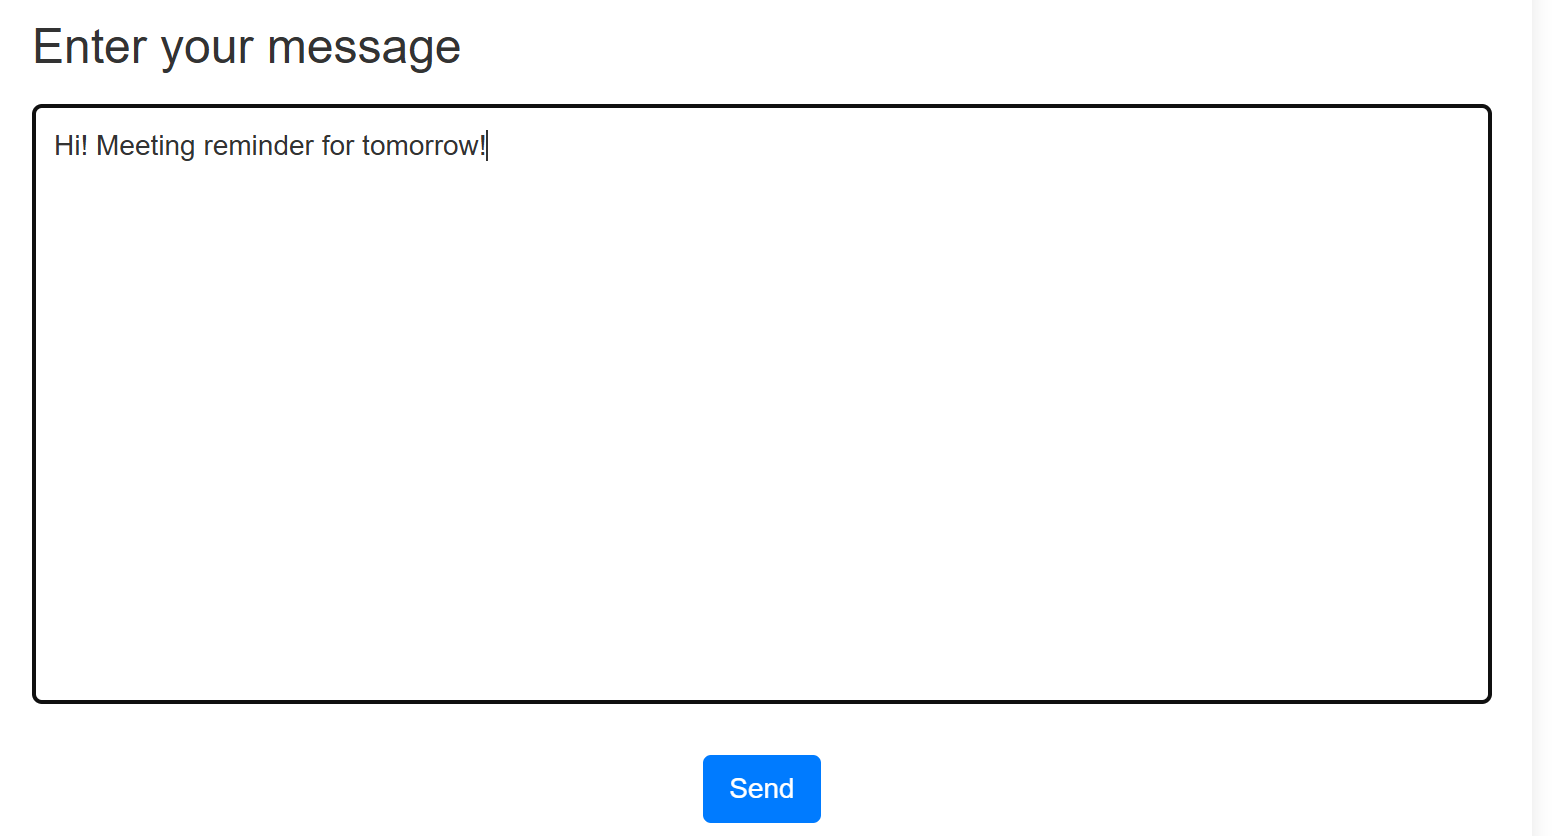 Enter your message
Hi! Meeting reminder for tomorrow!
Send